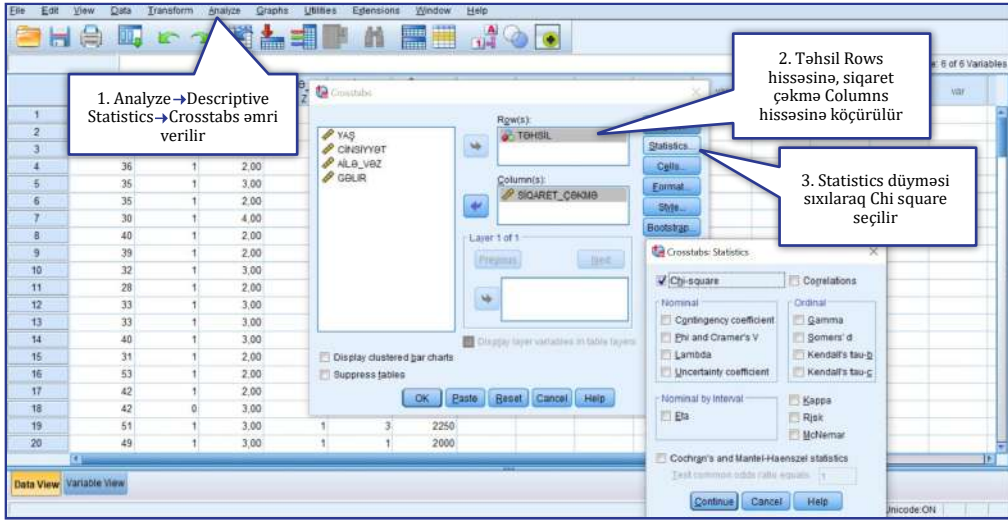 File Edit View Data Transform Analyze Graphs Utilities Extensions Window Help
1. Analyze→Descriptive
Statistics→Crosstabs əmri
verilir
2. Təhsil Rows
hissəsinə, siqaret
çəkmə Columns
hissəsinə köçürülür
3. Statistics düyməsi
sıxılaraq Chi square
seçilir
6 of 6 Variables
var
1
2
3
4 36 1 2,00
5 35 1 3,00
6 35 1 2,00
7 30 1 4,00
8 40 1 2,00
9 39 1 2,00
10 32 1 3,00
11 28 1 2,00
12 33 1 3,00
13 33 1 3,00
14 40 1 3,00
15 31 1 2,00
16 53 1 2,00
17 42 1 2,00
18 42 0 3,00
19 51 1 3,00 1 3 2250
20 49 1 3,00 1 1 2000
Crosstabs
YAŞ
CİNSİYYƏT
AİLƏ_VƏZ
GƏLİR
Row(s):
TƏHSİL
Column(s):
SİQARET_ÇƏKMƏ
Layer 1 of 1
Previous Next
Display layer variables in table layers
Display clustered bar charts
Suppress tables
OK Paste Reset Cancel Help
Statistics...
Cells...
Format...
Style...
Bootstrap...
Crosstabs: Statistics
Chi-square Correlations
Nominal Ordinal
Contingency coefficient Gamma
Phi and Cramer's V Somers' d
Lambda Kendall's tau-b
Uncertainty coefficient Kendall's tau-c
Nominal by Interval Kappa
Eta Risk
McNemar
Cochran's and Mantel-Haenszel statistics
Test common odds ratio equals: 1
Continue Cancel Help
Data View Variable View
Unicode:ON